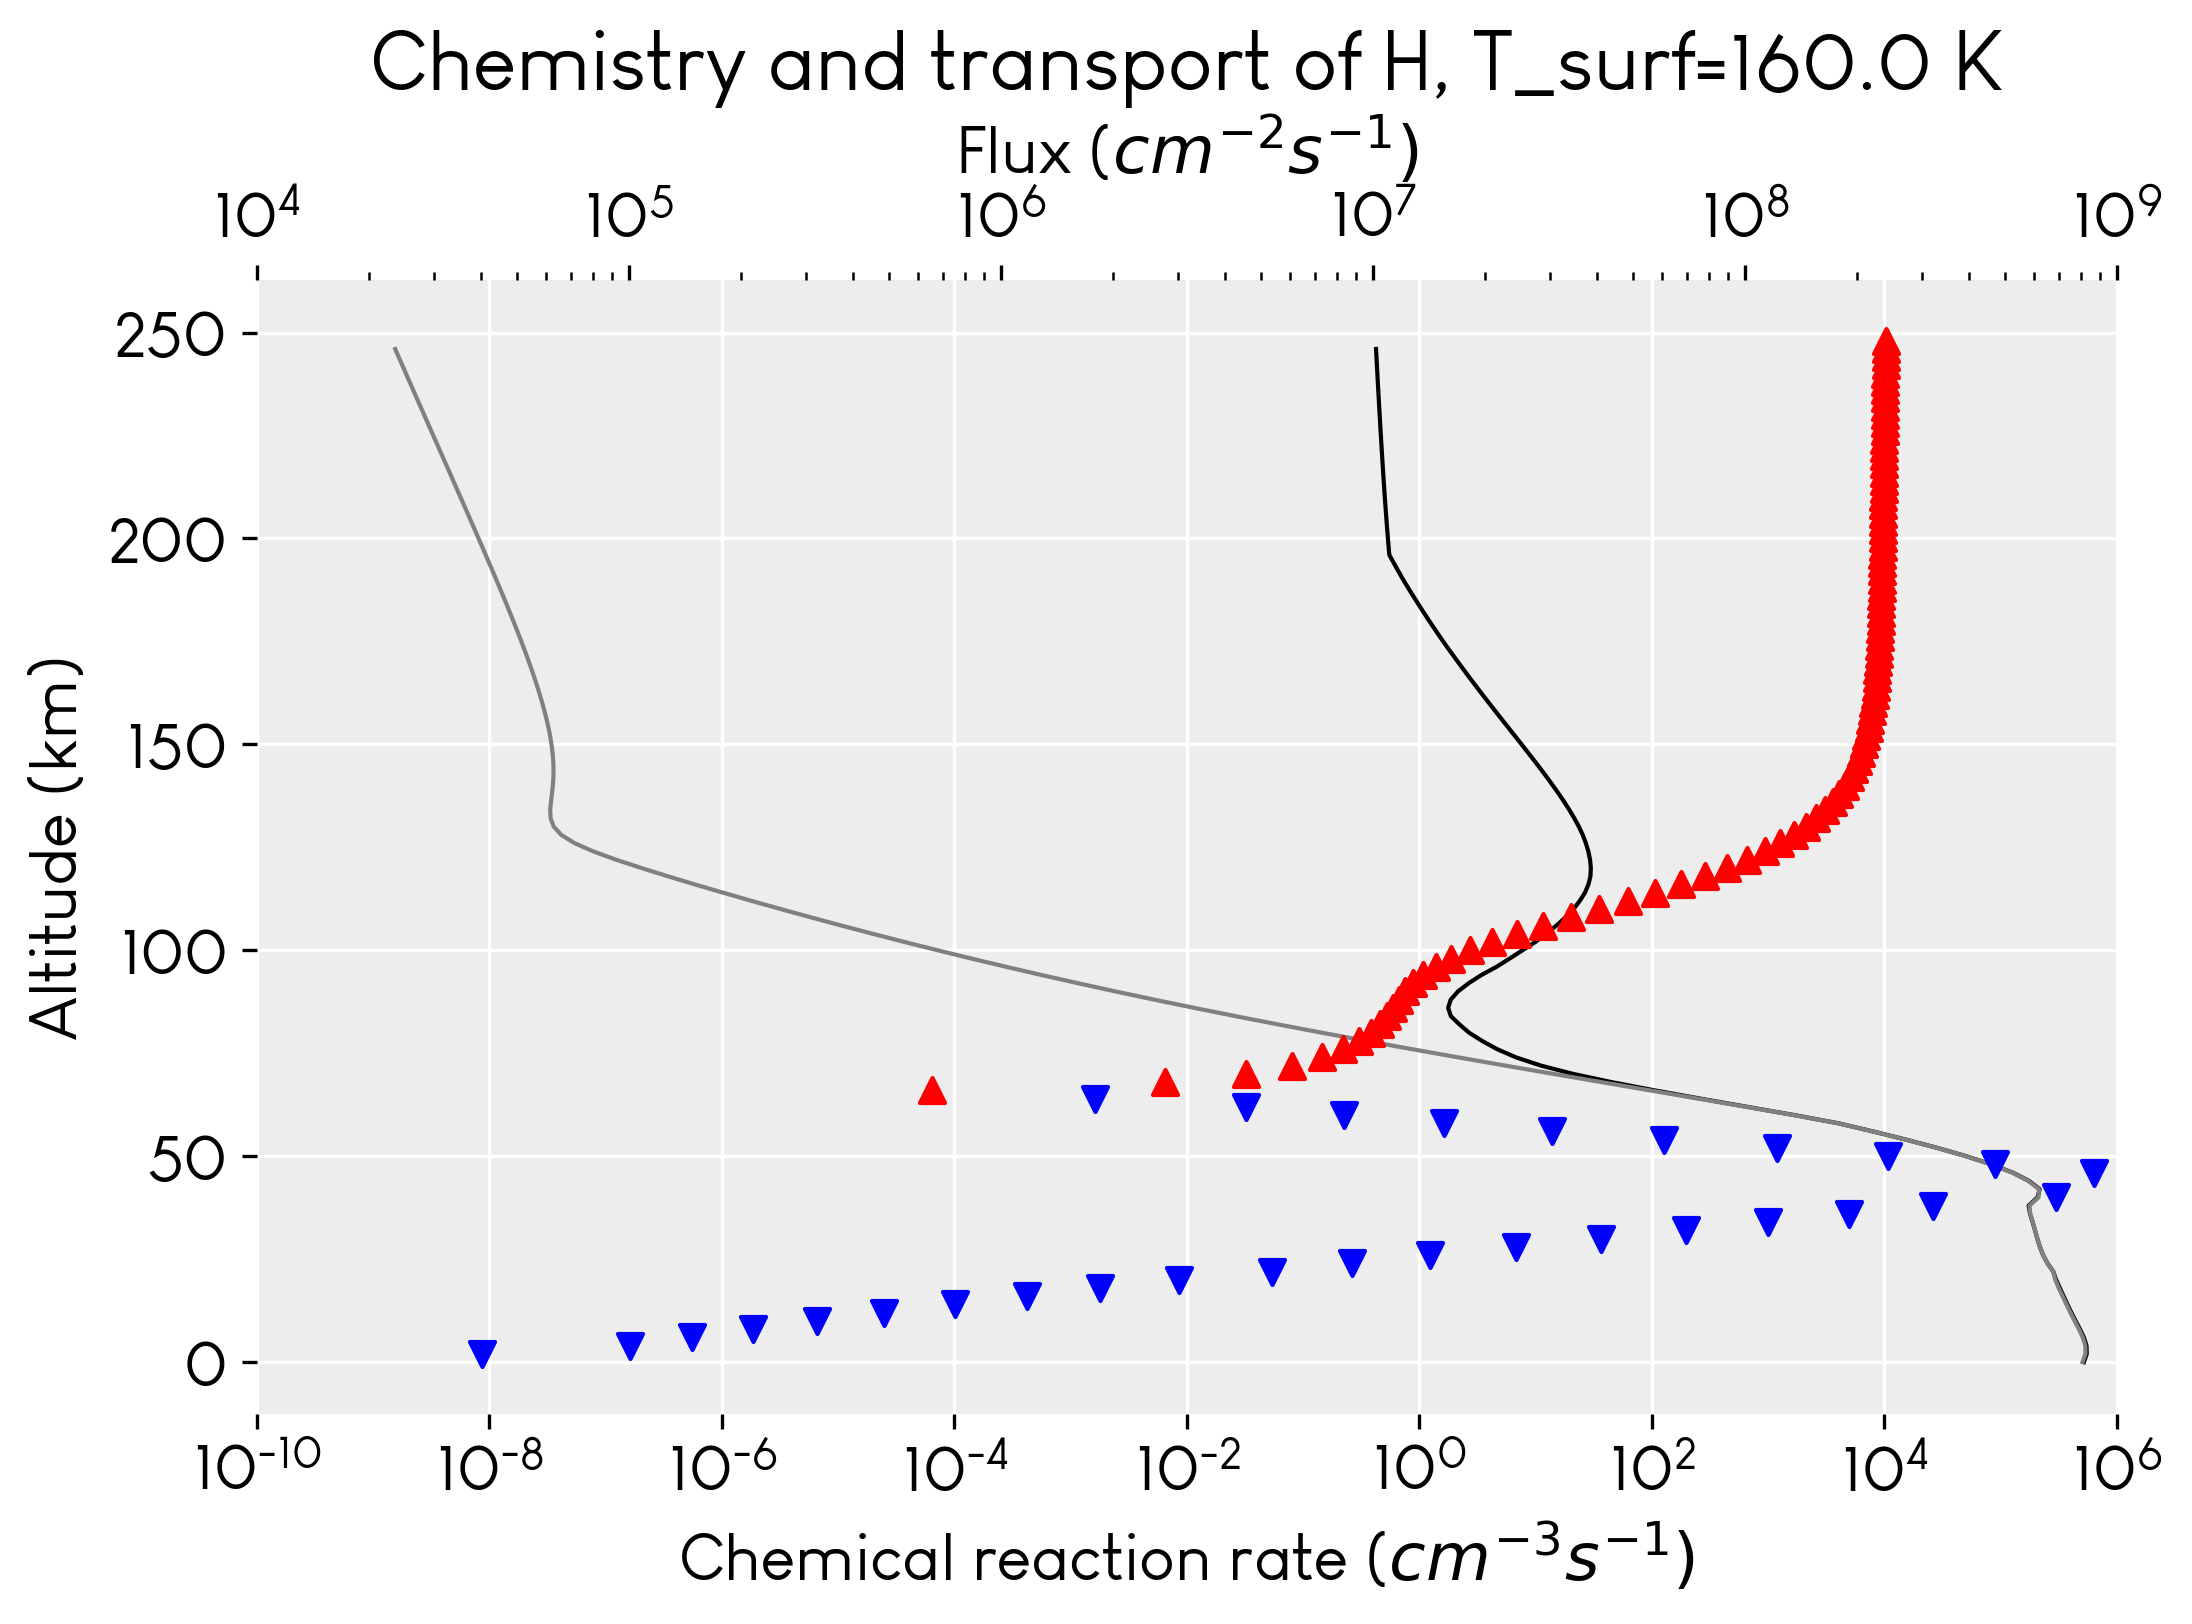 Chemistry and transport of H, T_surf=160.0 K
Flux (cm⁻²s⁻¹)
10⁴ 10⁵ 10⁶ 10⁷ 10⁸ 10⁹
250
200
150
100
50
0
Altitude (km)
10⁻¹⁰ 10⁻⁸ 10⁻⁶ 10⁻⁴ 10⁻² 10⁰ 10² 10⁴ 10⁶
Chemical reaction rate (cm⁻³s⁻¹)